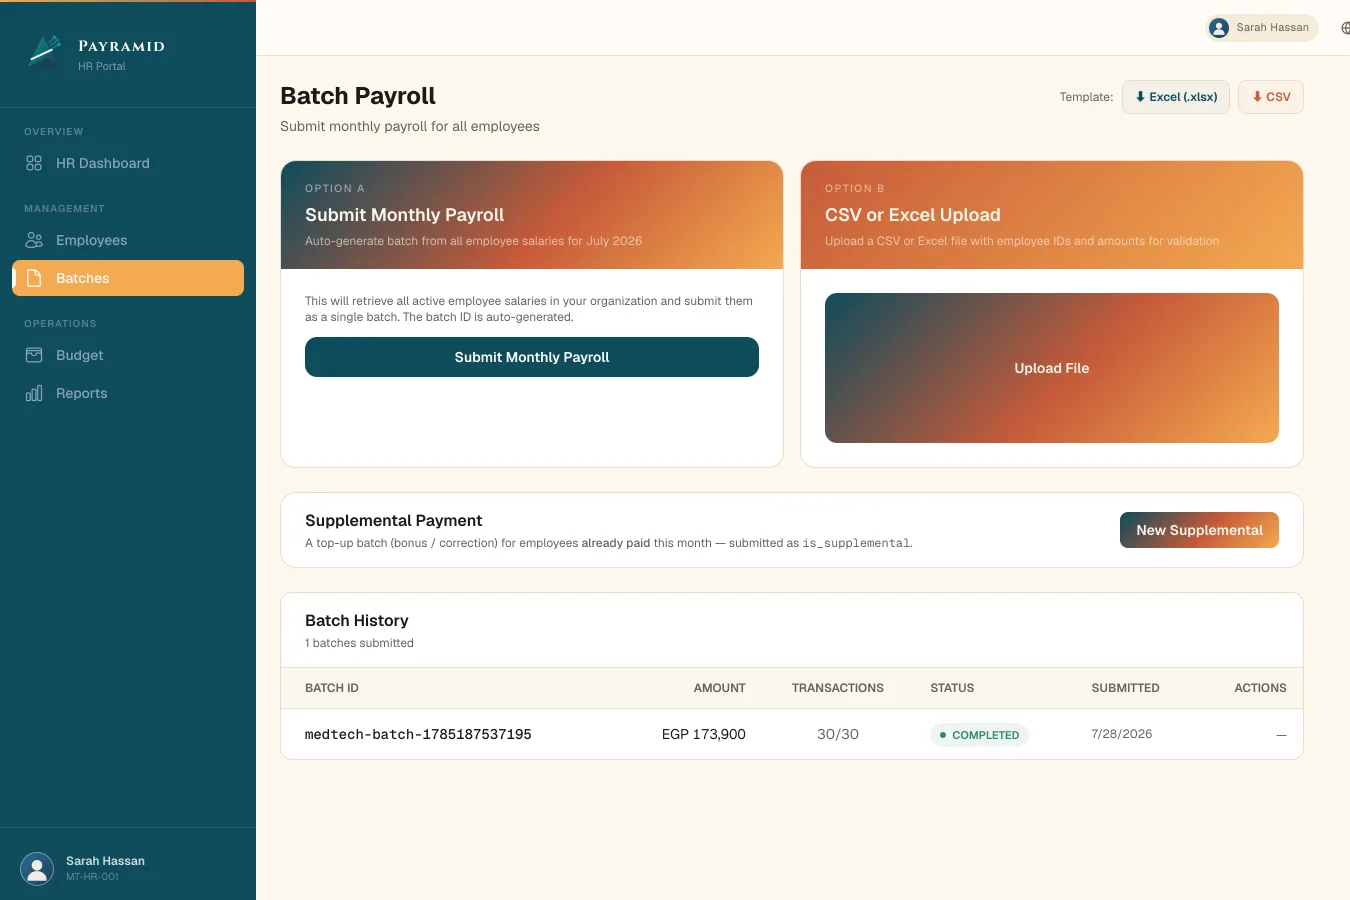 PAYRAMID
HR Portal
OVERVIEW
HR Dashboard
MANAGEMENT
Employees
Batches
OPERATIONS
Budget
Reports
Sarah Hassan
MT-HR-001
Sarah Hassan
Batch Payroll
Submit monthly payroll for all employees
Template:
Excel (.xlsx)
CSV
OPTION A
Submit Monthly Payroll
Auto-generate batch from all employee salaries for July 2026
This will retrieve all active employee salaries in your organization and submit them
as a single batch. The batch ID is auto-generated.
Submit Monthly Payroll
OPTION B
CSV or Excel Upload
Upload a CSV or Excel file with employee IDs and amounts for validation
Upload File
Supplemental Payment
A top-up batch (bonus / correction) for employees already paid this month — submitted as is_supplemental.
New Supplemental
Batch History
1 batches submitted
BATCH ID AMOUNT TRANSACTIONS STATUS SUBMITTED ACTIONS
medtech-batch-1785187537195 EGP 173,900 30/30 COMPLETED 7/28/2026 —